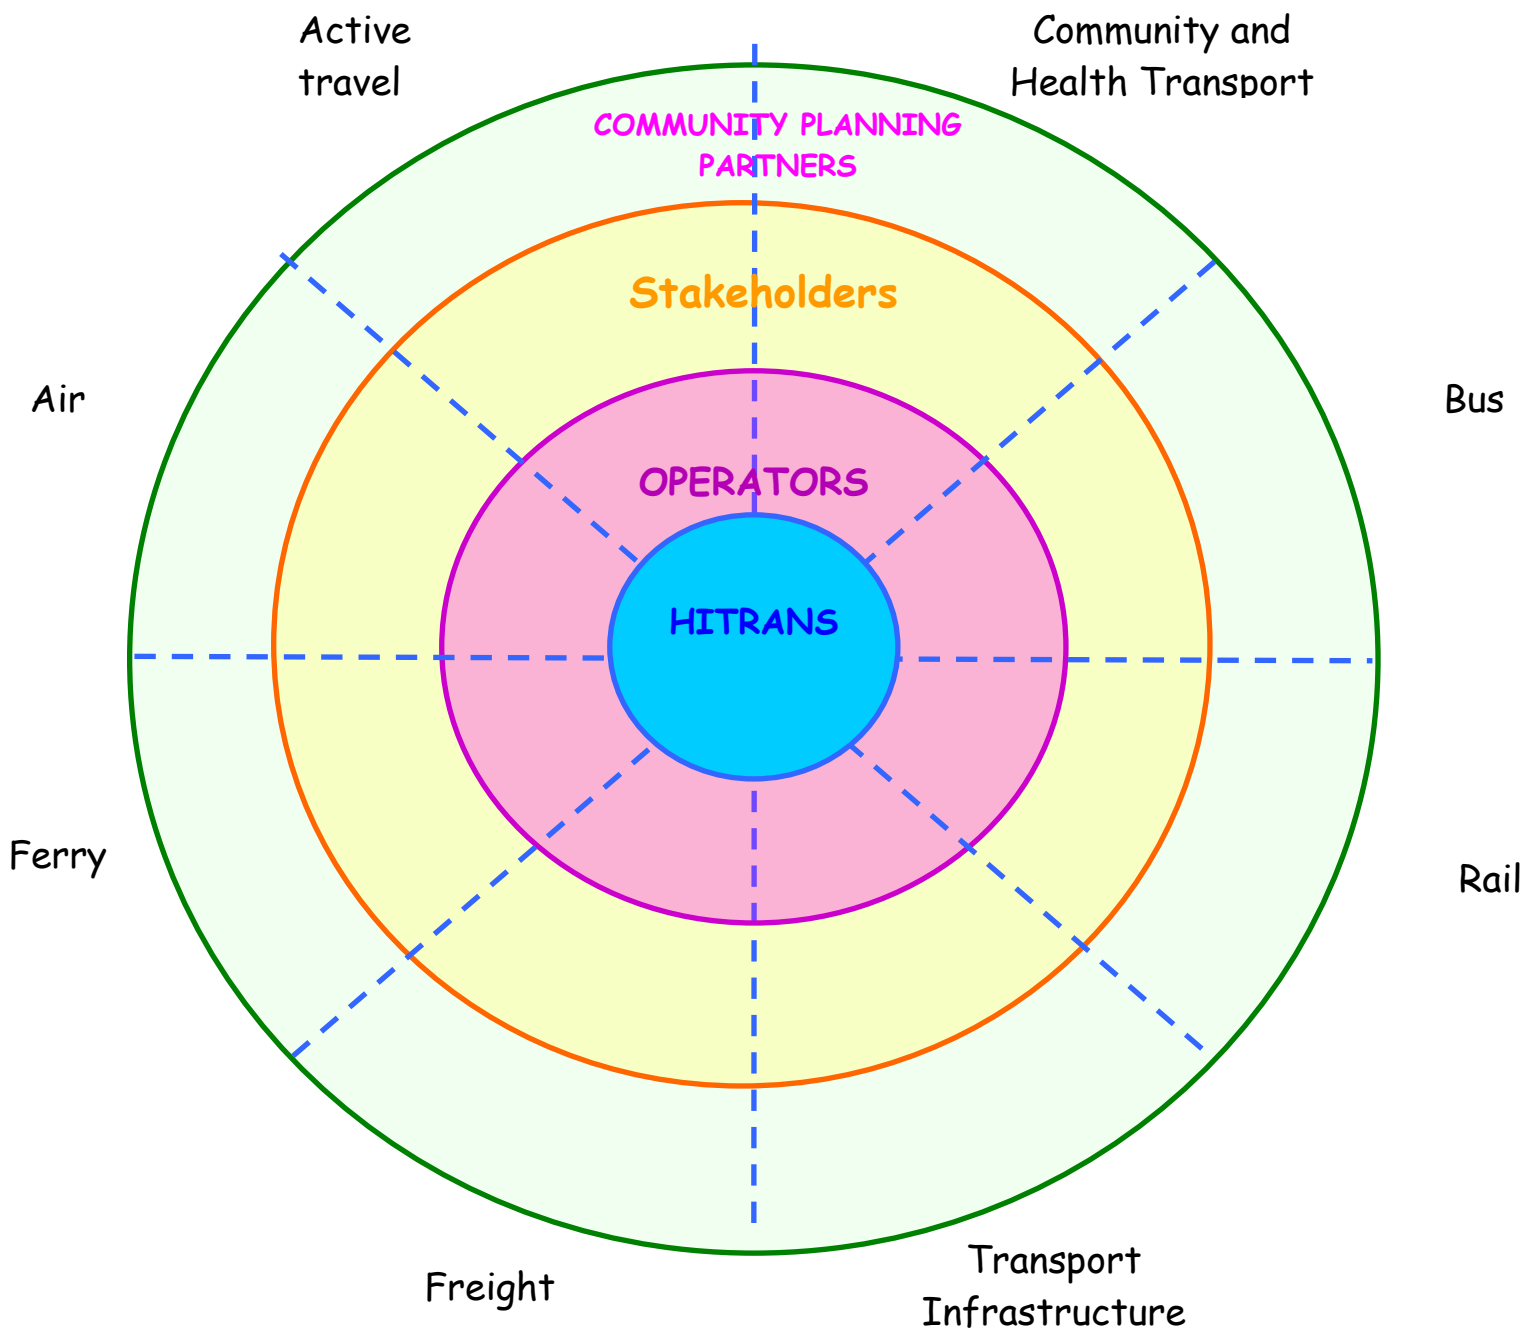 Active
travel
Community and
Health Transport
COMMUNITY PLANNING
PARTNERS
Stakeholders
Air
Bus
OPERATORS
HITRANS
Ferry
Rail
Freight
Transport
Infrastructure